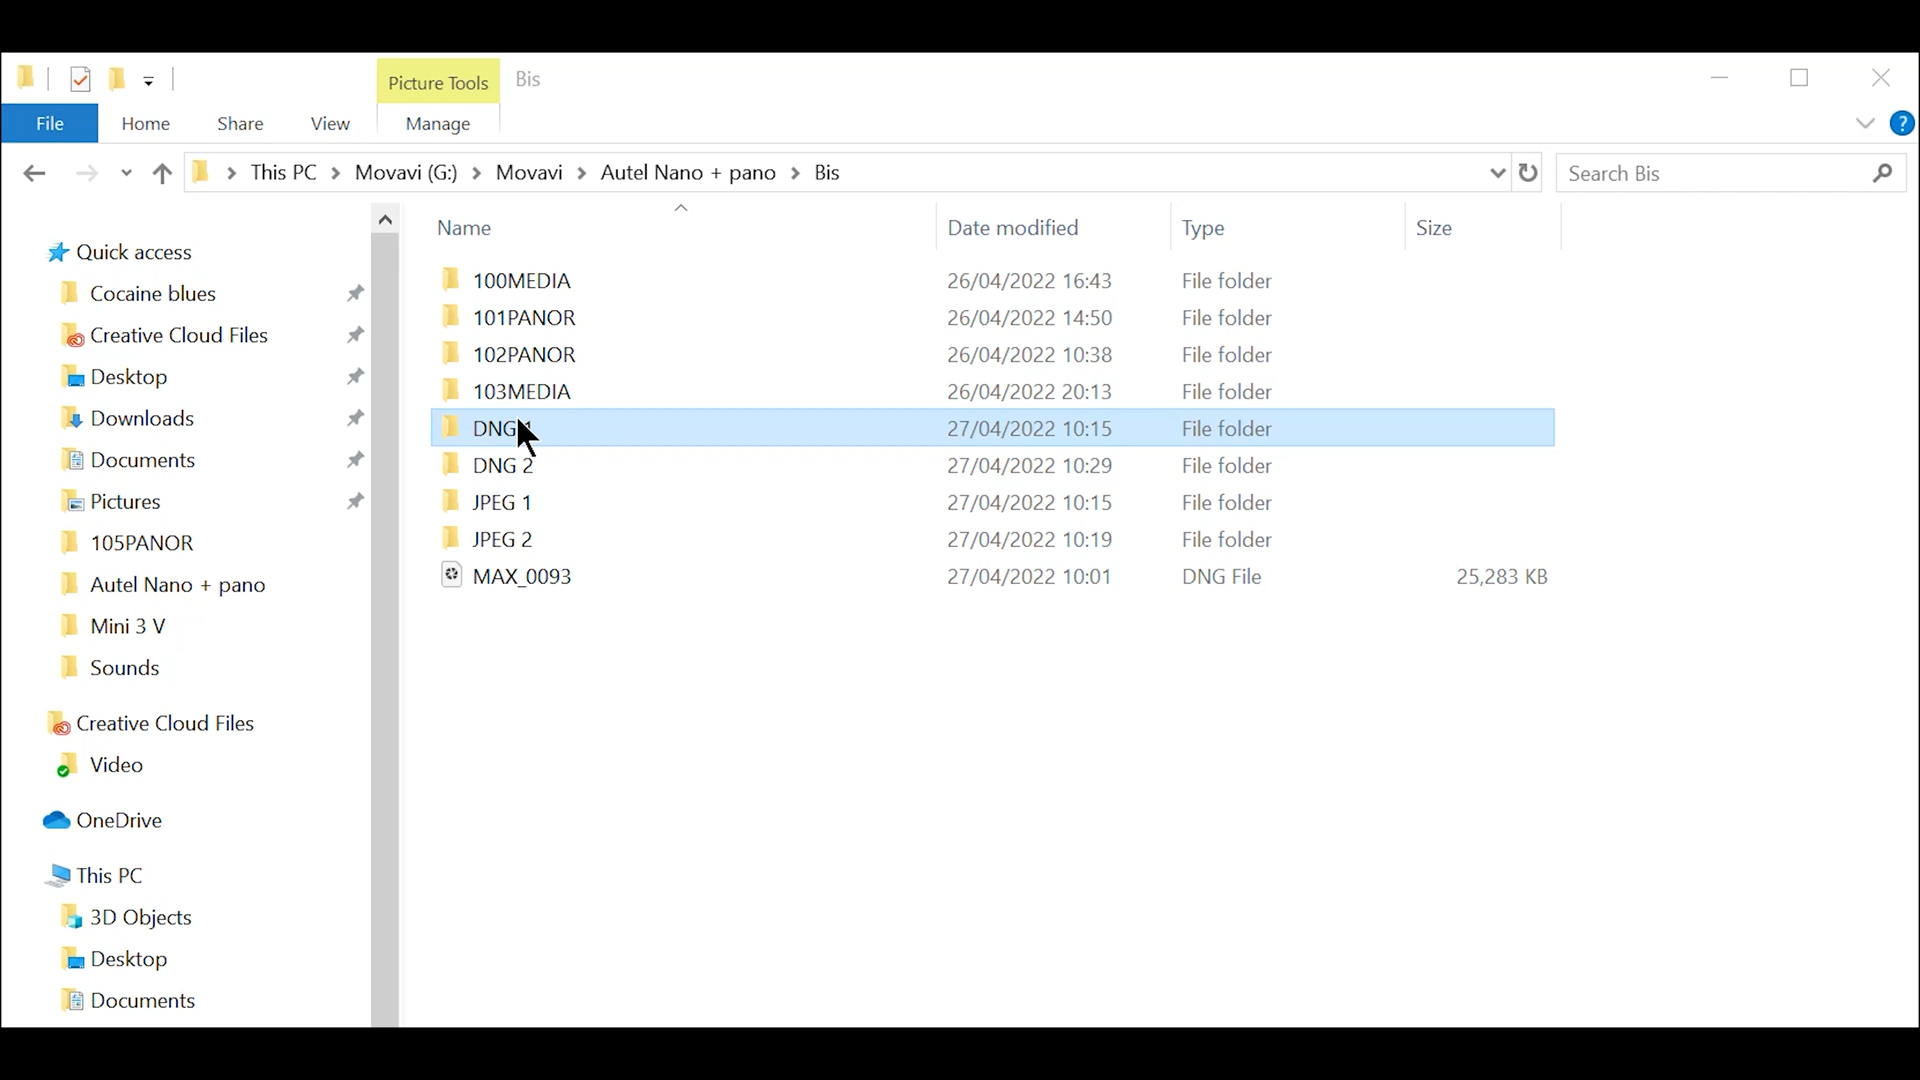 Picture Tools Bis
File Home Share View Manage ?
This PC Movavi (G:) Movavi Autel Nano + pano Bis Search Bis
Name Date modified Type Size
Quick access
Cocaine blues
Creative Cloud Files
Desktop
Downloads
Documents
Pictures
105PANOR
Autel Nano + pano
Mini 3 V
Sounds
Creative Cloud Files
Video
OneDrive
This PC
3D Objects
Desktop
Documents
100MEDIA 26/04/2022 16:43 File folder
101PANOR 26/04/2022 14:50 File folder
102PANOR 26/04/2022 10:38 File folder
103MEDIA 26/04/2022 20:13 File folder
DNG 1 27/04/2022 10:15 File folder
DNG 2 27/04/2022 10:29 File folder
JPEG 1 27/04/2022 10:15 File folder
JPEG 2 27/04/2022 10:19 File folder
MAX_0093 27/04/2022 10:01 DNG File 25,283 KB